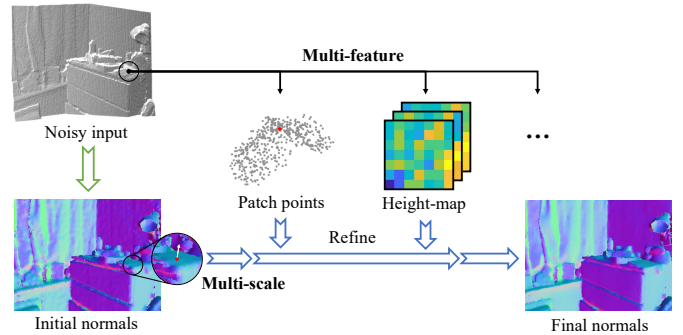 Multi-feature
Noisy input
...
Patch points
Height-map
Refine
Multi-scale
Initial normals
Final normals